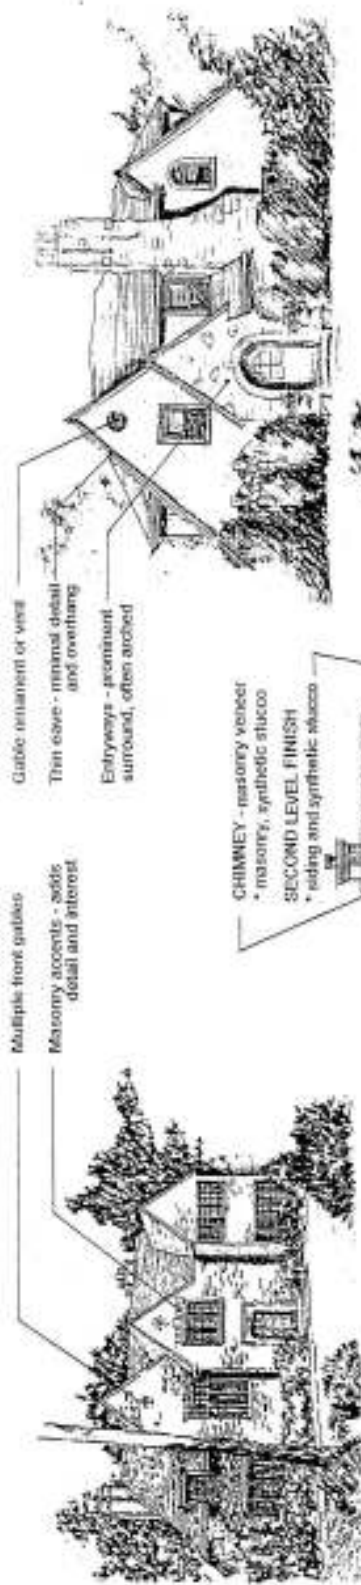 Multiple front gables
Masonry accents - adds
detail and interest
Gable ornament or vent
Thin eave - minimal detail
and overhang
Entryways - prominent
surround, often arched
CHIMNEY - masonry veneer
* masonry, synthetic stucco
SECOND LEVEL FINISH
* siding and synthetic stucco